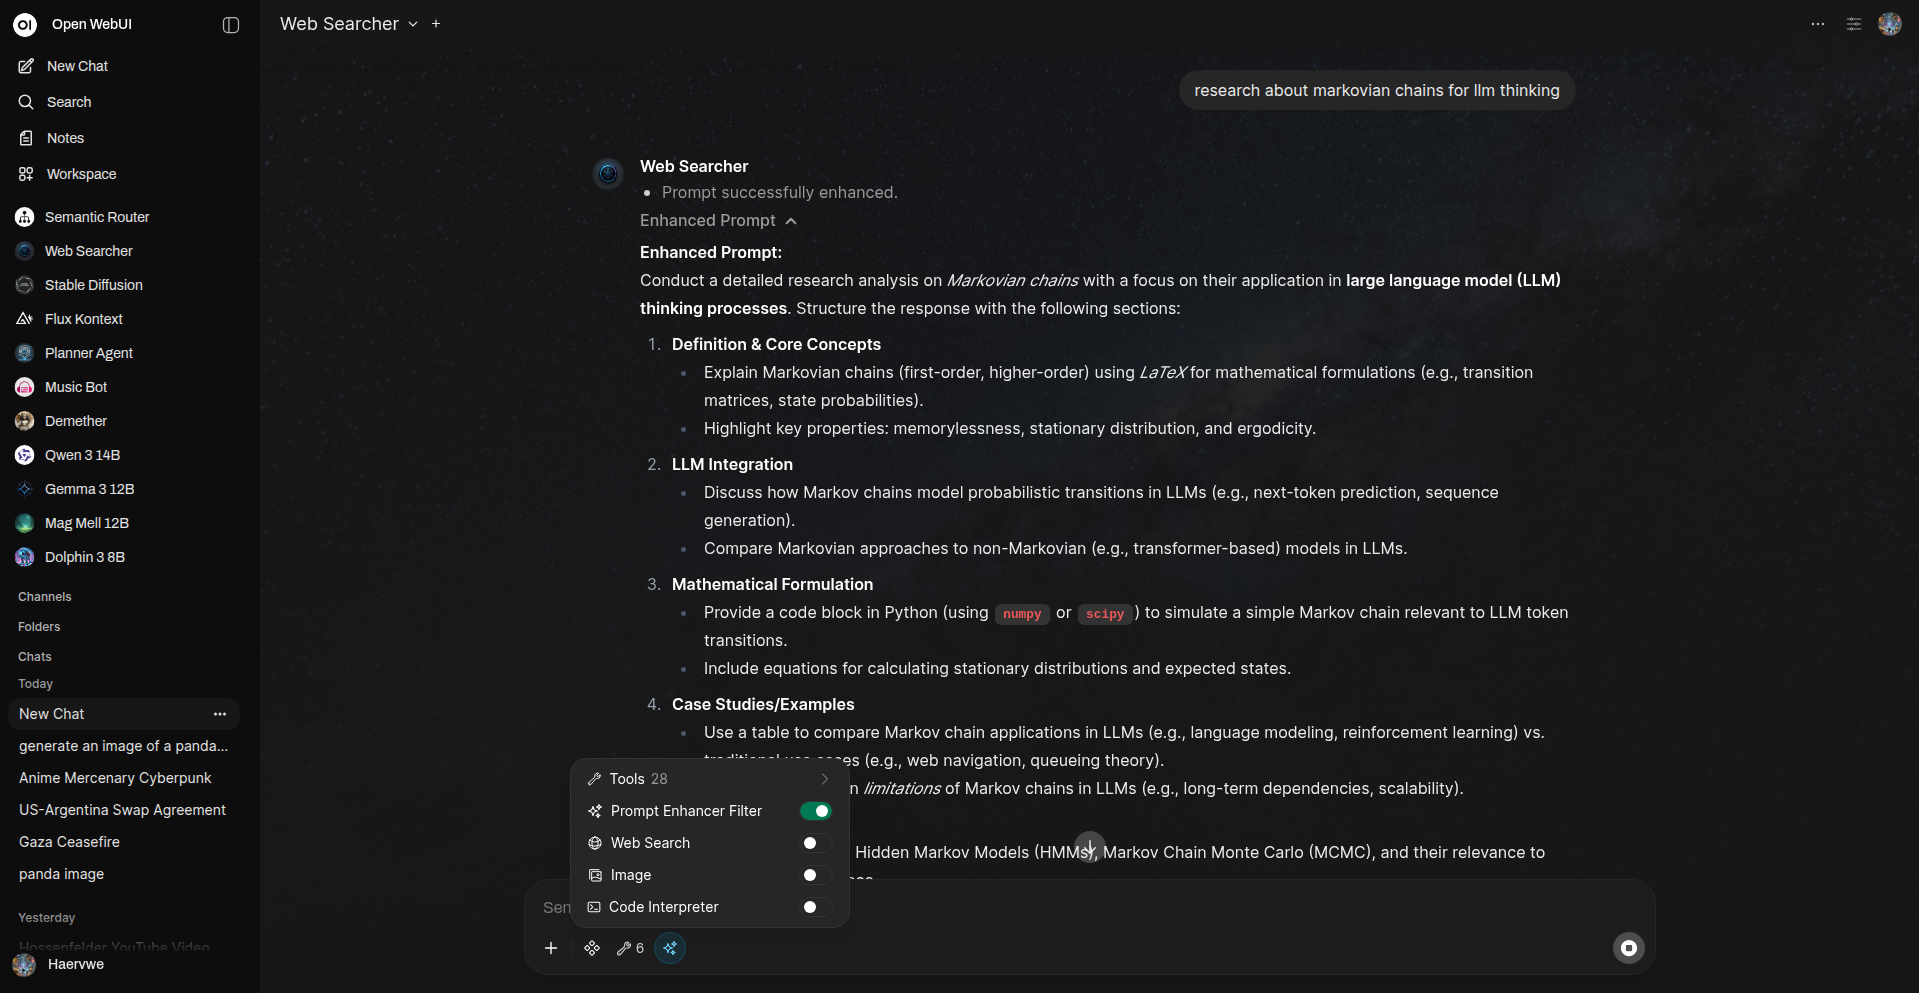 OI Open WebUI
New Chat
Search
Notes
Workspace
Semantic Router
Web Searcher
Stable Diffusion
Flux Kontext
Planner Agent
Music Bot
Demether
Qwen 3 14B
Gemma 3 12B
Mag Mell 12B
Dolphin 3 8B
Channels
Folders
Chats
Today
New Chat
generate an image of a panda...
Anime Mercenary Cyberpunk
US-Argentina Swap Agreement
Gaza Ceasefire
panda image
Yesterday
Hossenfelder YouTube Video
Haervwe
Web Searcher
research about markovian chains for llm thinking
Web Searcher
• Prompt successfully enhanced.
Enhanced Prompt
Enhanced Prompt:
Conduct a detailed research analysis on Markovian chains with a focus on their application in large language model (LLM)
thinking processes. Structure the response with the following sections:
1. Definition & Core Concepts
• Explain Markovian chains (first-order, higher-order) using LaTeX for mathematical formulations (e.g., transition
matrices, state probabilities).
• Highlight key properties: memorylessness, stationary distribution, and ergodicity.
2. LLM Integration
• Discuss how Markov chains model probabilistic transitions in LLMs (e.g., next-token prediction, sequence
generation).
• Compare Markovian approaches to non-Markovian (e.g., transformer-based) models in LLMs.
3. Mathematical Formulation
• Provide a code block in Python (using numpy or scipy) to simulate a simple Markov chain relevant to LLM token
transitions.
• Include equations for calculating stationary distributions and expected states.
4. Case Studies/Examples
• Use a table to compare Markov chain applications in LLMs (e.g., language modeling, reinforcement learning) vs.
traditional use cases (e.g., web navigation, queueing theory).
limitations of Markov chains in LLMs (e.g., long-term dependencies, scalability).
Hidden Markov Models (HMMs), Markov Chain Monte Carlo (MCMC), and their relevance to
Tools 28
Prompt Enhancer Filter
Web Search
Image
Code Interpreter
6